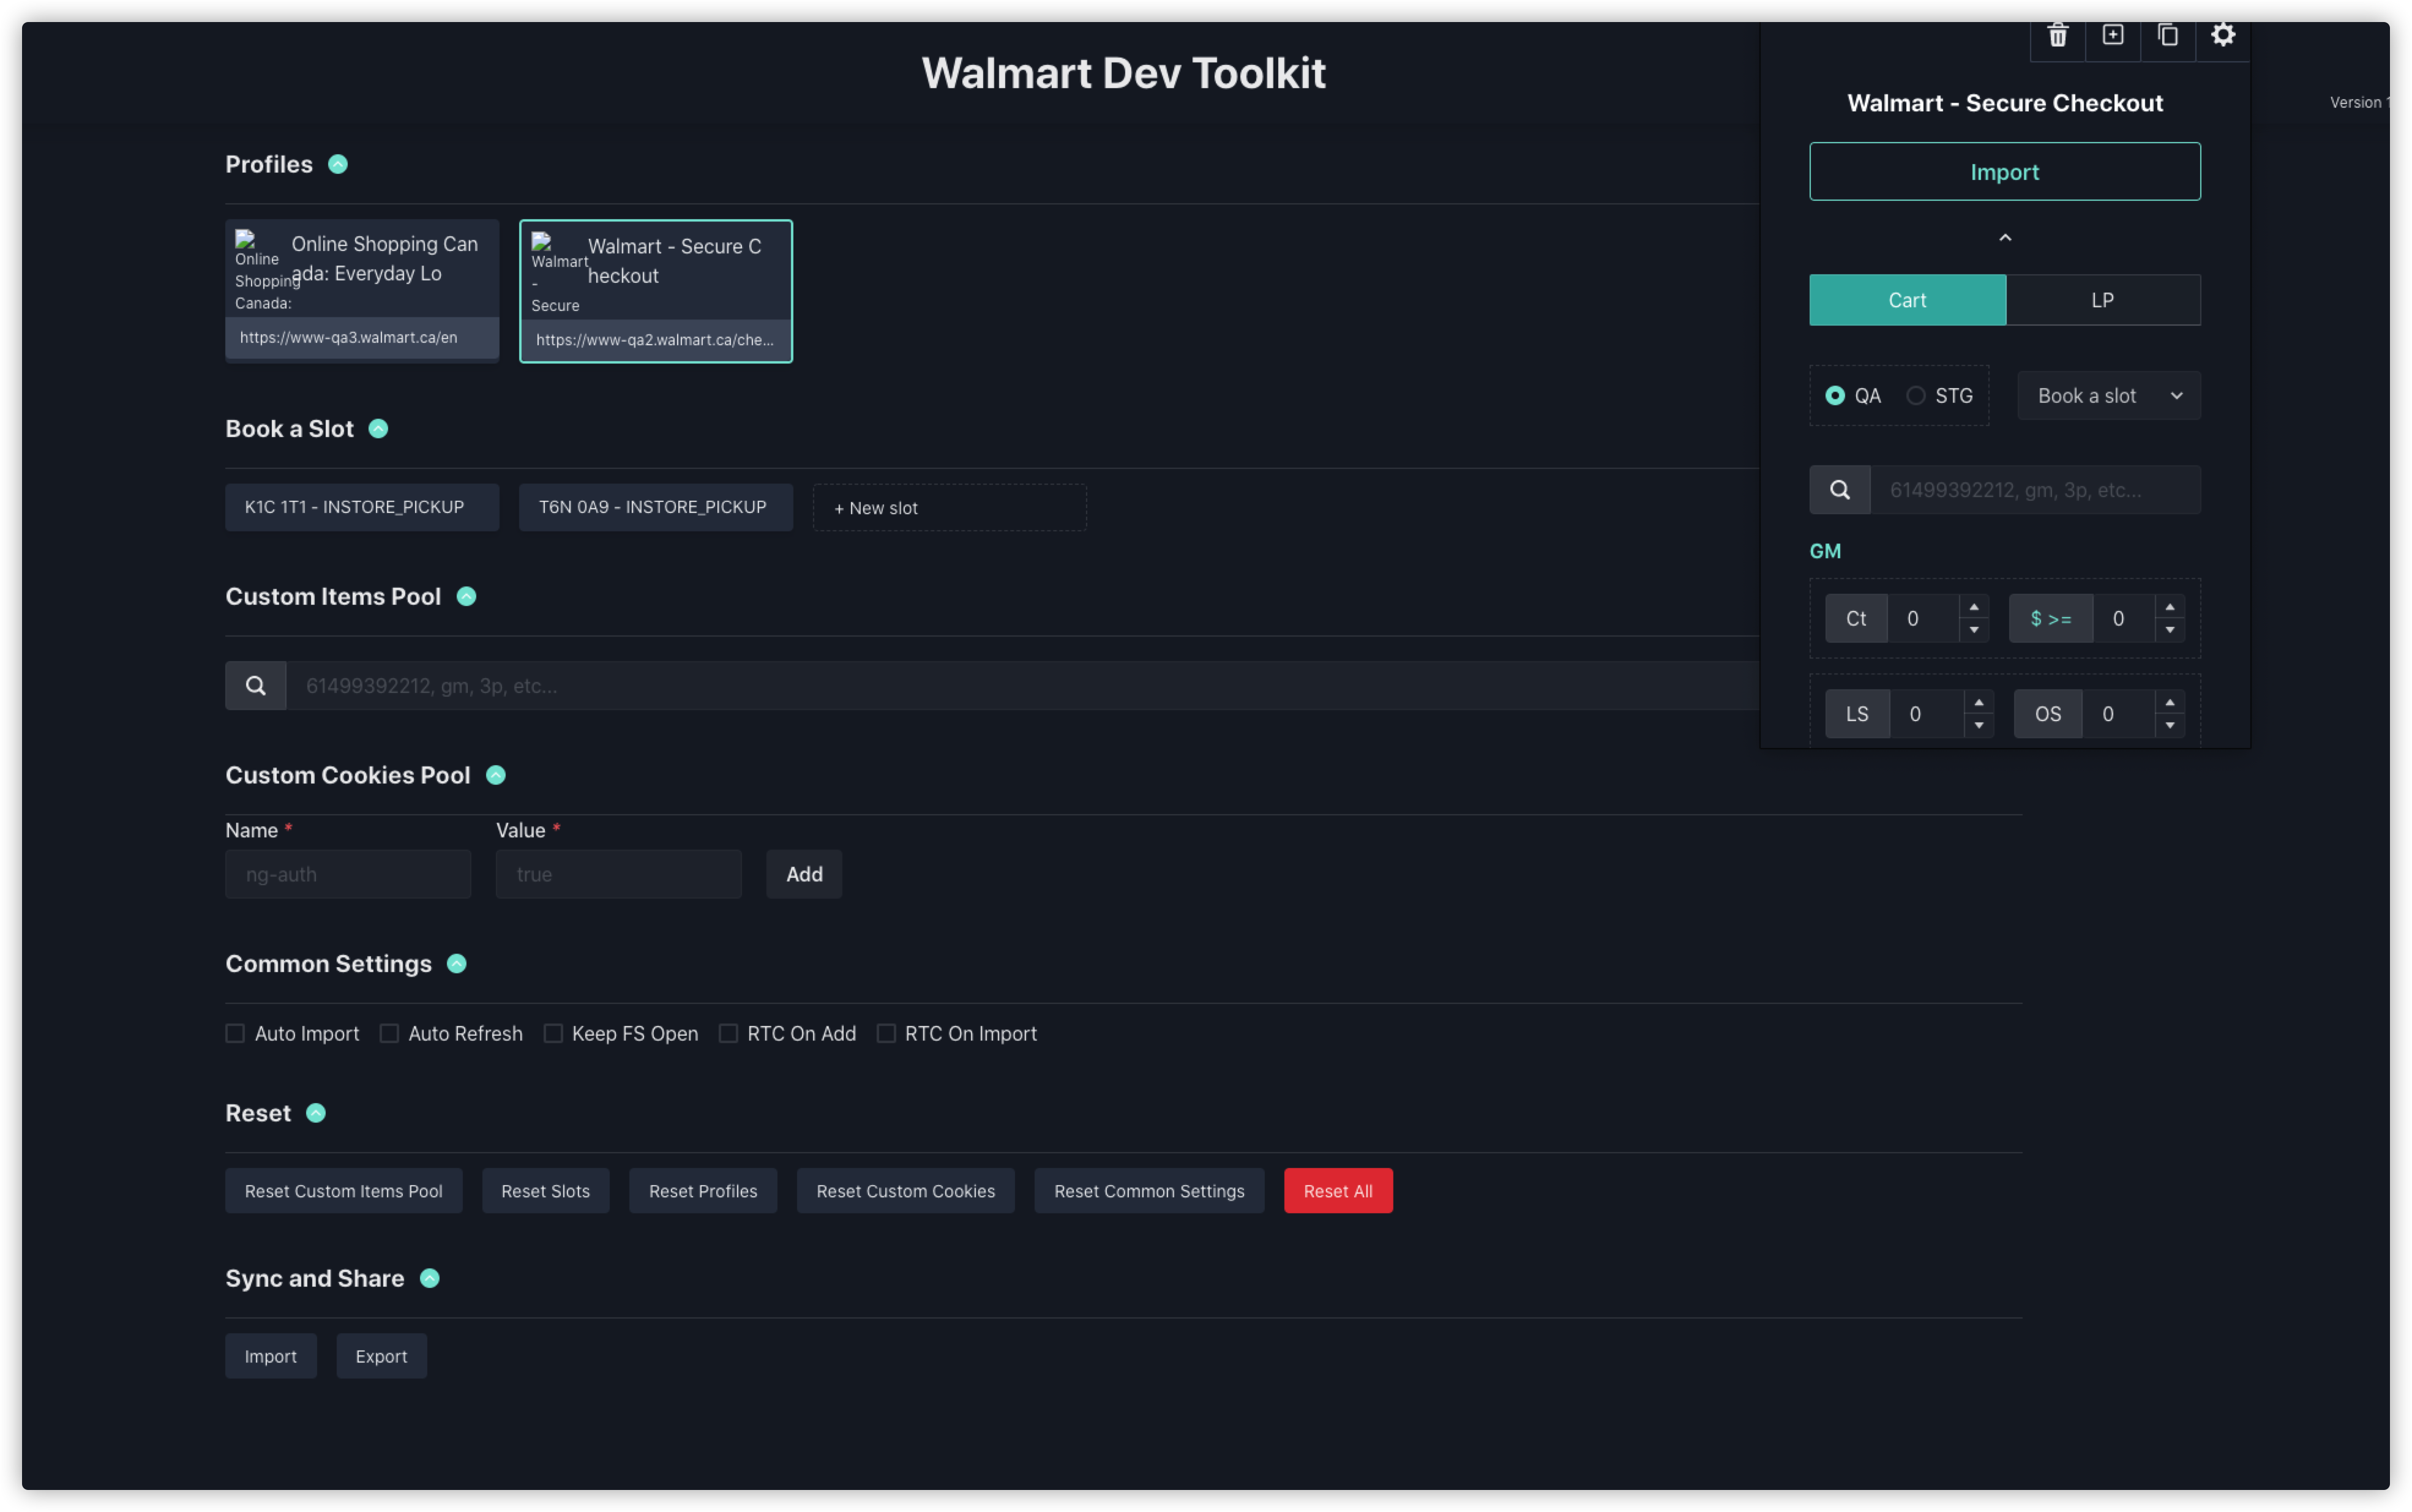 Walmart Dev Toolkit
Version 1
Profiles
Online
Shopping
Canada:
Online Shopping Can
ada: Everyday Lo
https://www-qa3.walmart.ca/en
Walmart
-
Secure
Walmart - Secure C
heckout
https://www-qa2.walmart.ca/che...
Book a Slot
K1C 1T1 - INSTORE_PICKUP
T6N 0A9 - INSTORE_PICKUP
+ New slot
Custom Items Pool
61499392212, gm, 3p, etc...
Custom Cookies Pool
Name *
Value *
ng-auth
true
Add
Common Settings
Auto Import
Auto Refresh
Keep FS Open
RTC On Add
RTC On Import
Reset
Reset Custom Items Pool
Reset Slots
Reset Profiles
Reset Custom Cookies
Reset Common Settings
Reset All
Sync and Share
Import
Export
Walmart - Secure Checkout
Import
Cart
LP
QA
STG
Book a slot
61499392212, gm, 3p, etc...
GM
Ct 0
$ >= 0
LS 0
OS 0